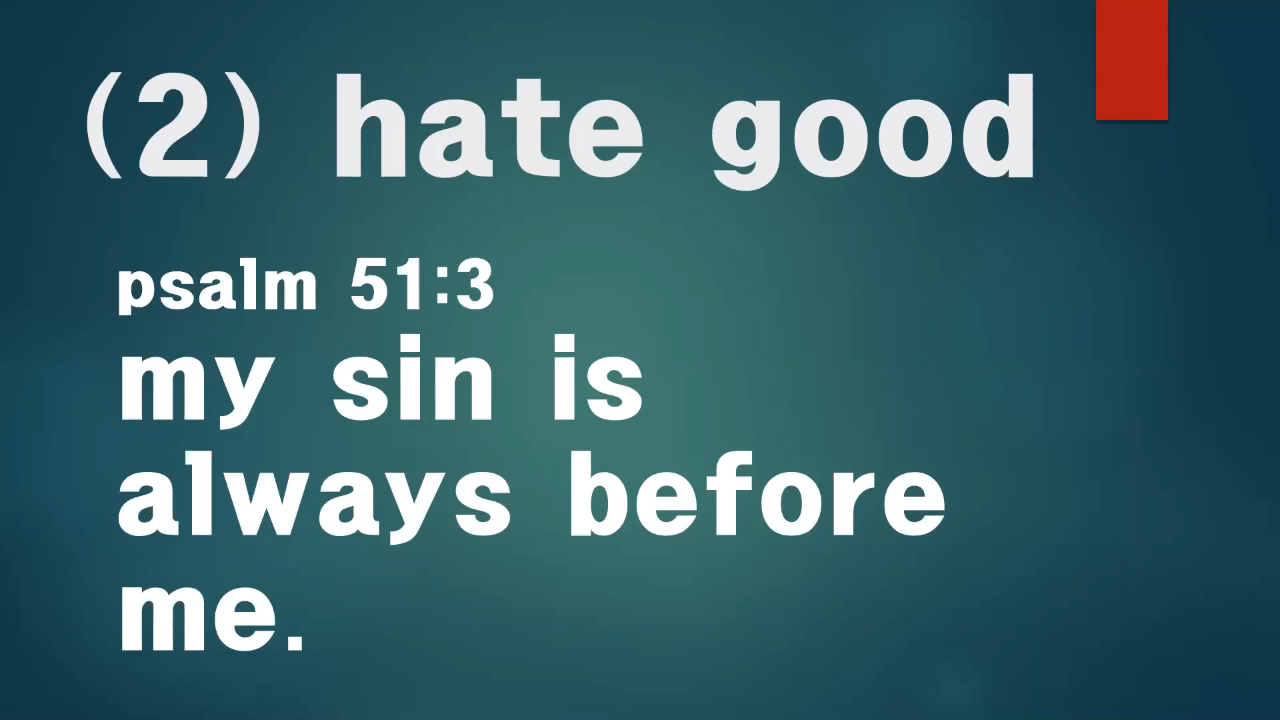 (2) hate good
psalm 51:3
my sin is
always before
me.